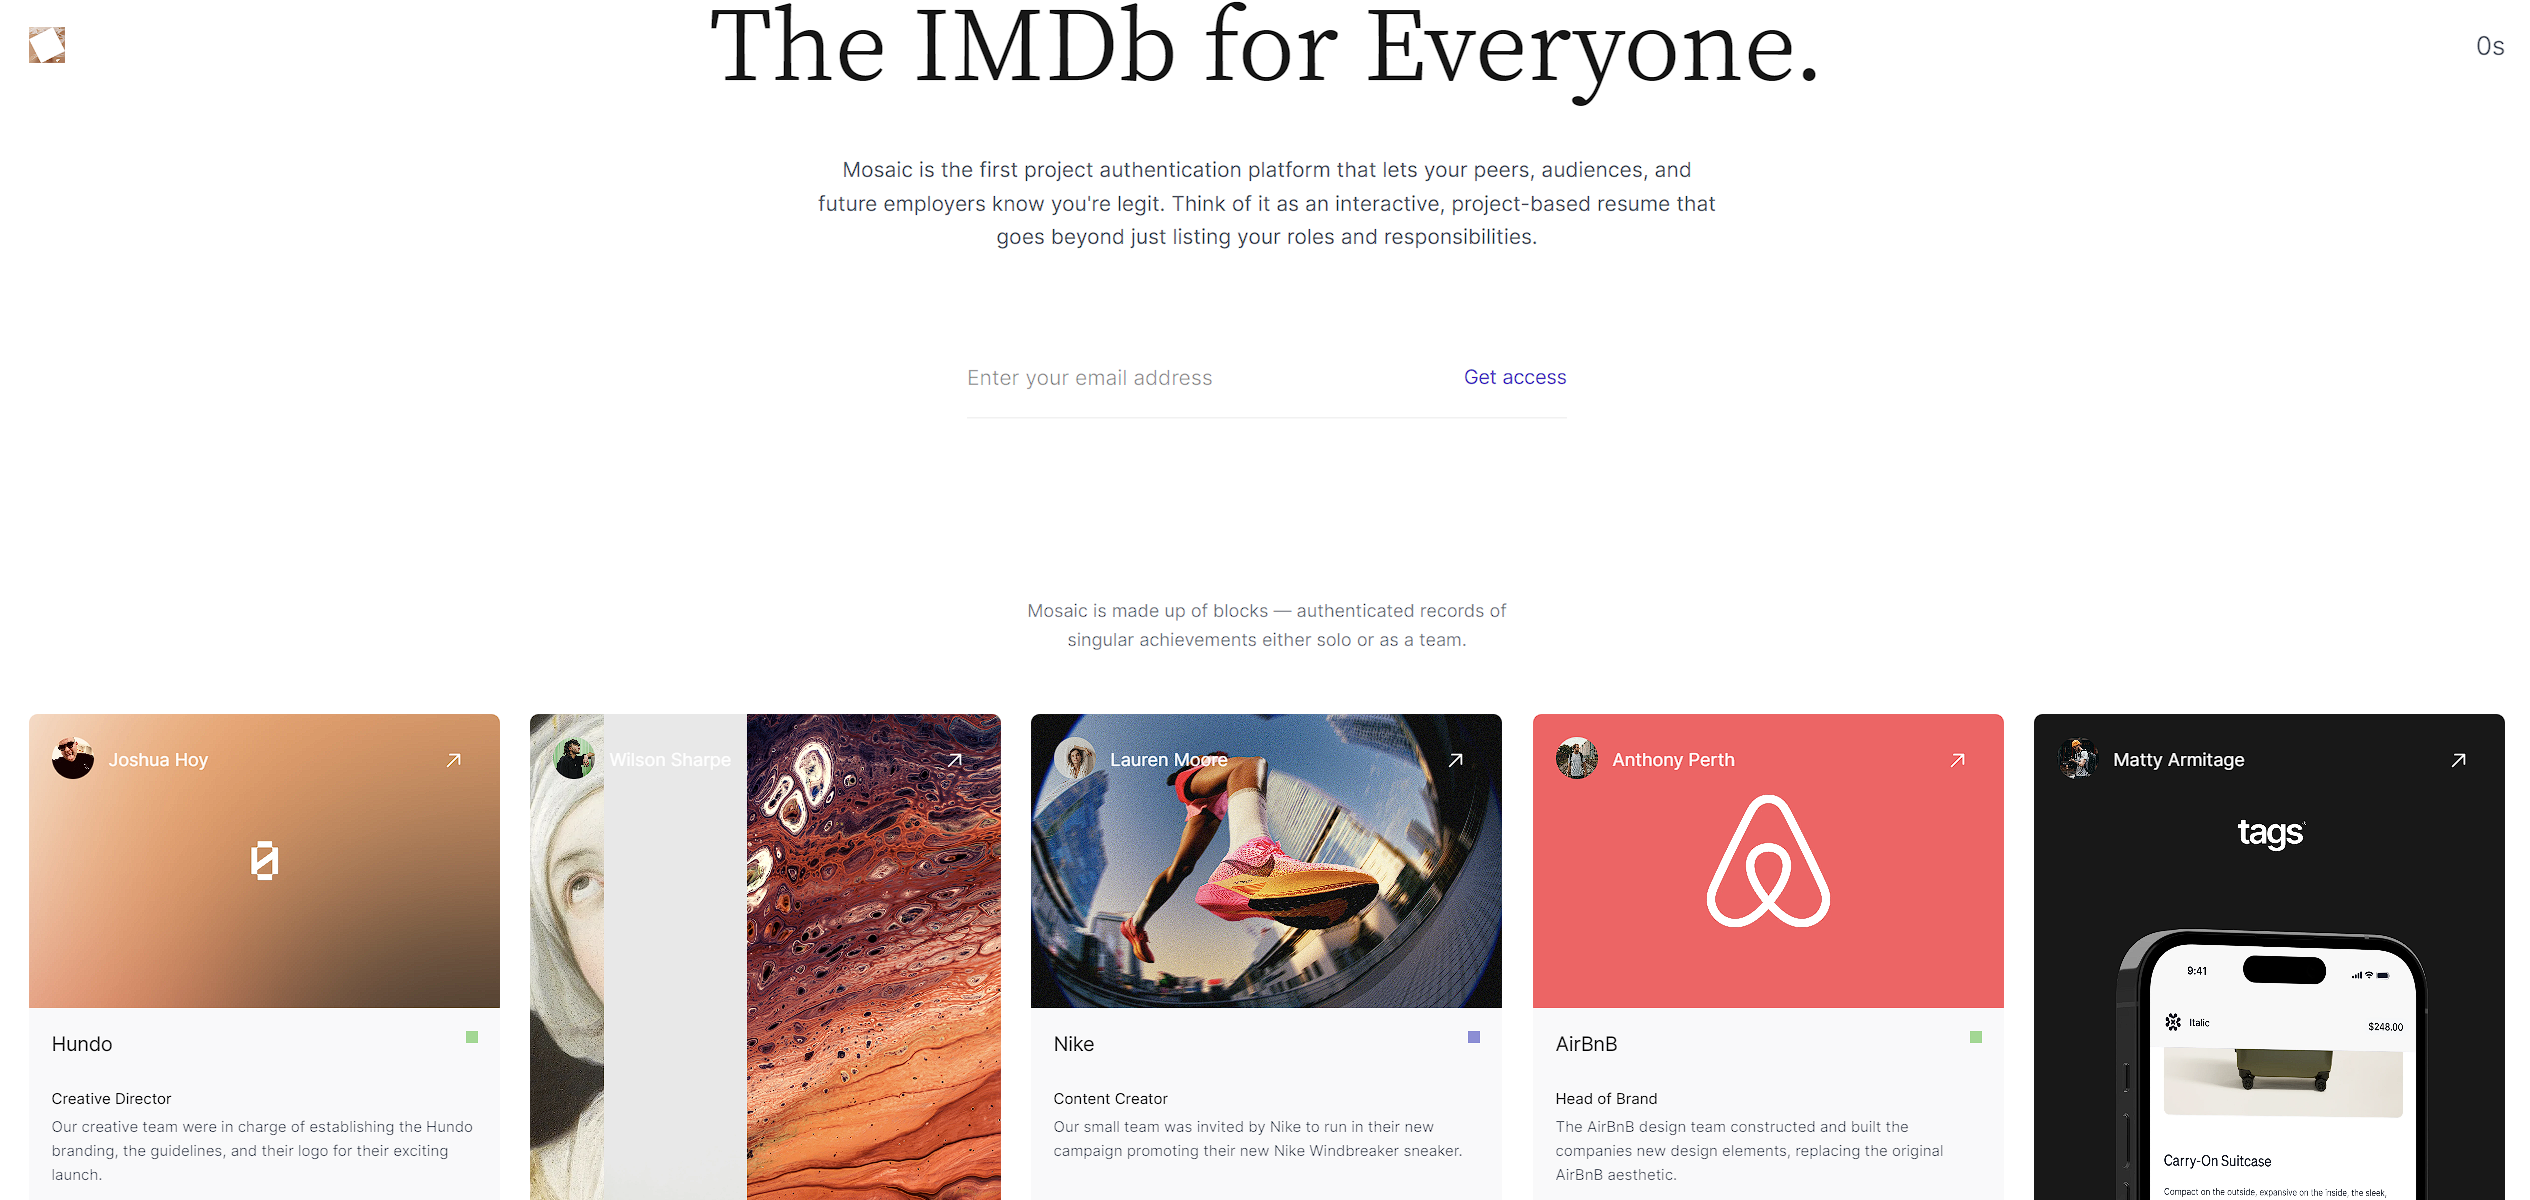 The IMDb for Everyone.
0s
Mosaic is the first project authentication platform that lets your peers, audiences, and
future employers know you're legit. Think of it as an interactive, project-based resume that
goes beyond just listing your roles and responsibilities.
Enter your email address
Get access
Mosaic is made up of blocks — authenticated records of
singular achievements either solo or as a team.
Joshua Hoy
Hundo
Creative Director
Our creative team were in charge of establishing the Hundo
branding, the guidelines, and their logo for their exciting
launch.
Wilson Sharpe
Lauren Moore
Nike
Content Creator
Our small team was invited by Nike to run in their new
campaign promoting their new Nike Windbreaker sneaker.
Anthony Perth
AirBnB
Head of Brand
The AirBnB design team constructed and built the
companies new design elements, replacing the original
AirBnB aesthetic.
Matty Armitage
tags
9:41
Italic
$248.00
Carry-On Suitcase
Compact on the outside, expansive on the inside, the sleek,